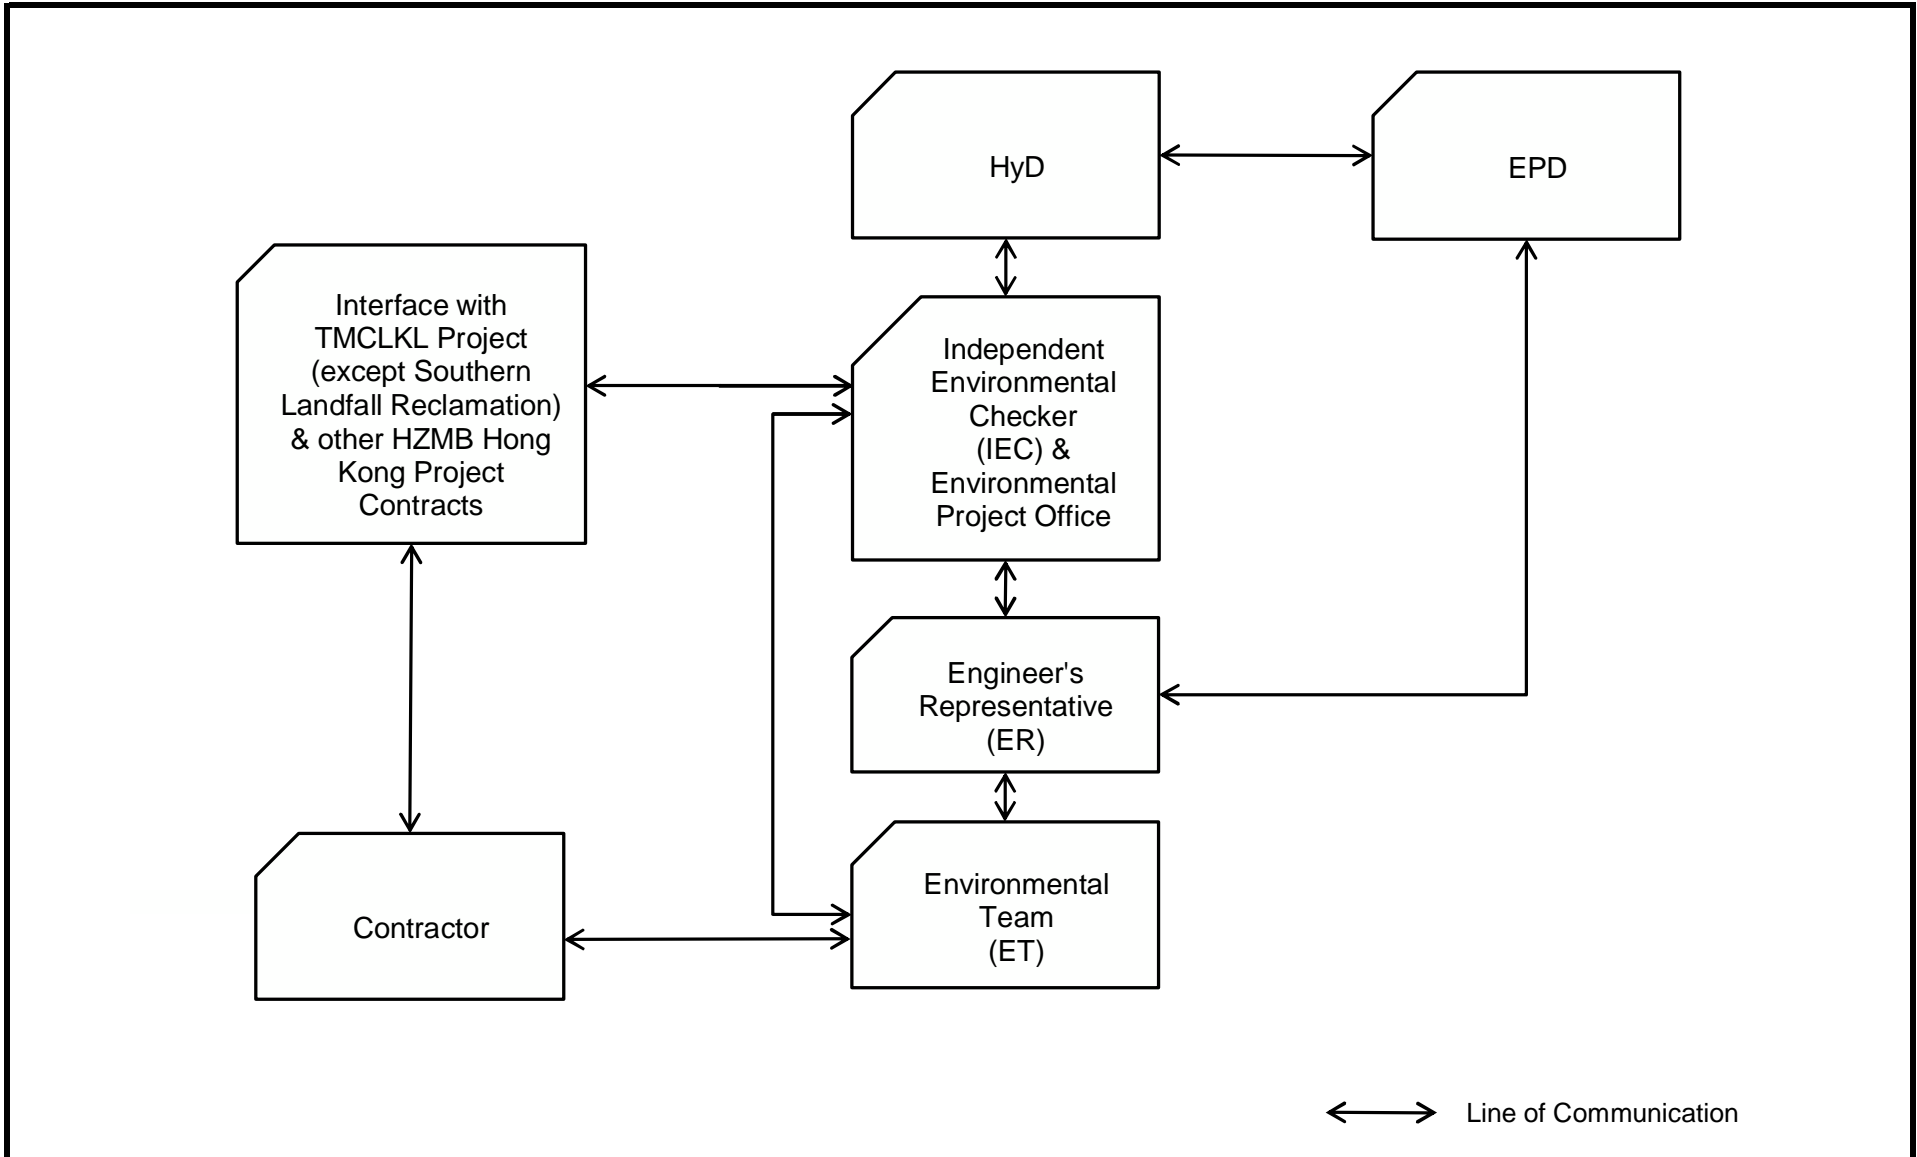 HyD
EPD
Interface with
TMCLKL Project
(except Southern
Landfall Reclamation)
& other HZMB Hong
Kong Project
Contracts
Independent
Environmental
Checker
(IEC) &
Environmental
Project Office
Engineer's
Representative
(ER)
Environmental
Team
(ET)
Contractor
Line of Communication